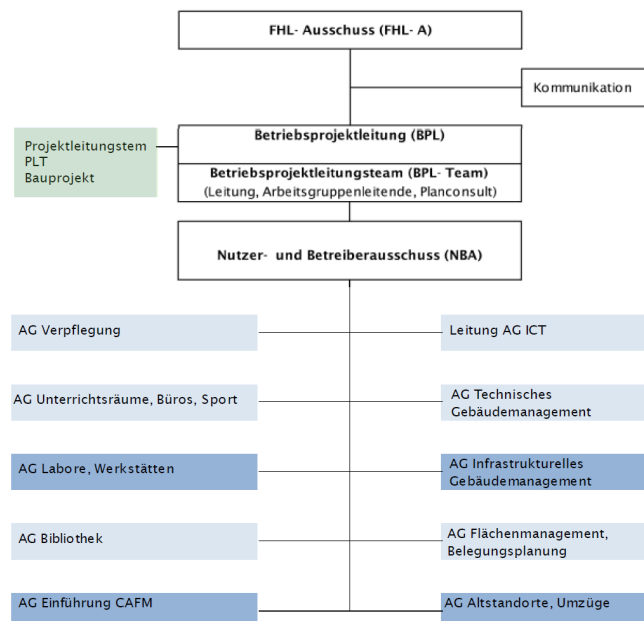 FHL- Ausschuss (FHL- A)
Kommunikation
Projektleitungstem
PLT
Bauprojekt
Betriebsprojektleitung (BPL)
Betriebsprojektleitungsteam (BPL- Team)
(Leitung, Arbeitsgruppenleitende, Planconsult)
Nutzer- und Betreiberausschuss (NBA)
AG Verpflegung
Leitung AG ICT
AG Unterrichtsräume, Büros, Sport
AG Technisches
Gebäudemanagement
AG Labore, Werkstätten
AG Infrastrukturelles
Gebäudemanagement
AG Bibliothek
AG Flächenmanagement,
Belegungsplanung
AG Einführung CAFM
AG Altstandorte, Umzüge